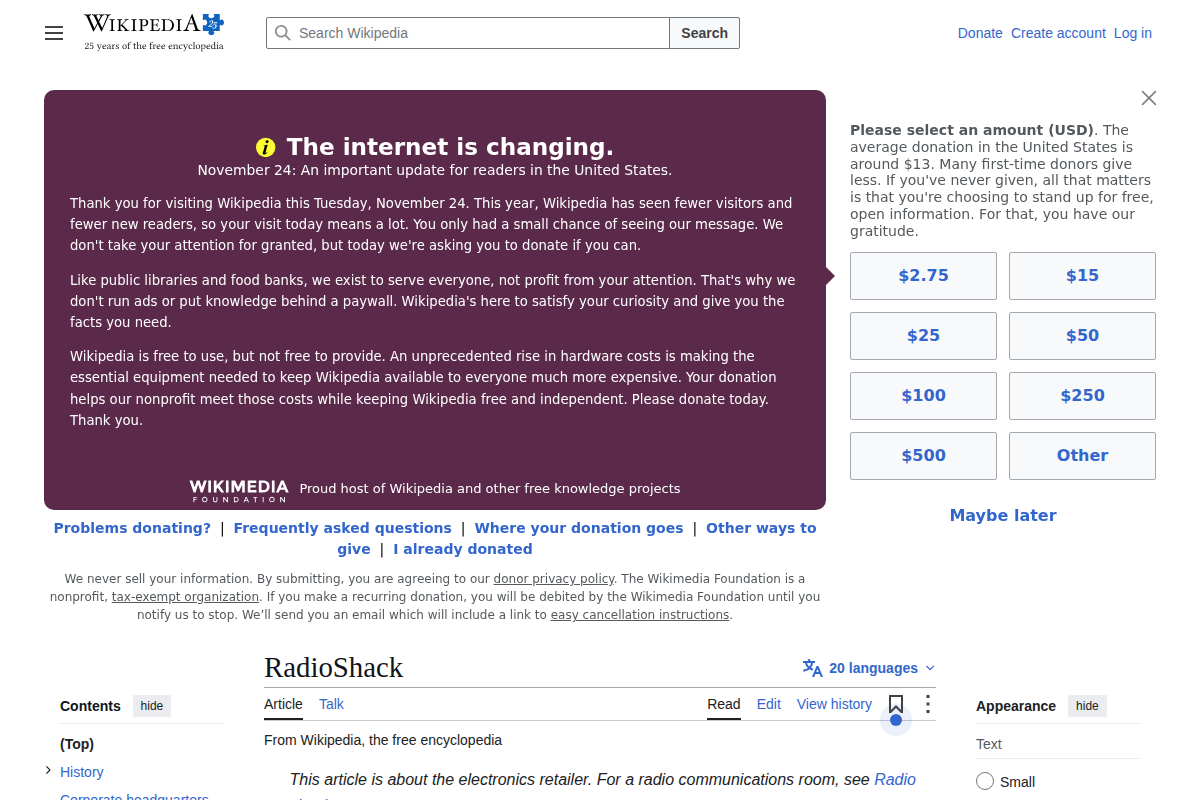 WIKIPEDIA 25
25 years of the free encyclopedia
Search Wikipedia
Search
Donate Create account Log in
i The internet is changing.
November 24: An important update for readers in the United States.
Thank you for visiting Wikipedia this Tuesday, November 24. This year, Wikipedia has seen fewer visitors and
fewer new readers, so your visit today means a lot. You only had a small chance of seeing our message. We
don't take your attention for granted, but today we're asking you to donate if you can.
Like public libraries and food banks, we exist to serve everyone, not profit from your attention. That's why we
don't run ads or put knowledge behind a paywall. Wikipedia's here to satisfy your curiosity and give you the
facts you need.
Wikipedia is free to use, but not free to provide. An unprecedented rise in hardware costs is making the
essential equipment needed to keep Wikipedia available to everyone much more expensive. Your donation
helps our nonprofit meet those costs while keeping Wikipedia free and independent. Please donate today.
Thank you.
WIKIMEDIA
FOUNDATION
Proud host of Wikipedia and other free knowledge projects
Please select an amount (USD). The
average donation in the United States is
around $13. Many first-time donors give
less. If you've never given, all that matters
is that you're choosing to stand up for free,
open information. For that, you have our
gratitude.
$2.75 $15
$25 $50
$100 $250
$500 Other
Maybe later
Problems donating? | Frequently asked questions | Where your donation goes | Other ways to
give | I already donated
We never sell your information. By submitting, you are agreeing to our donor privacy policy. The Wikimedia Foundation is a
nonprofit, tax-exempt organization. If you make a recurring donation, you will be debited by the Wikimedia Foundation until you
notify us to stop. We’ll send you an email which will include a link to easy cancellation instructions.
Contents hide
(Top)
History
Corporate headquarters
RadioShack
20 languages
Article Talk
Read Edit View history
From Wikipedia, the free encyclopedia
This article is about the electronics retailer. For a radio communications room, see Radio
Appearance hide
Text
Small